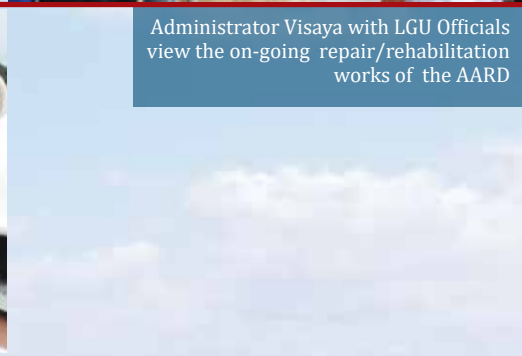 Administrator Visaya with LGU Officials
view the on-going repair/rehabilitation
works of the AARD